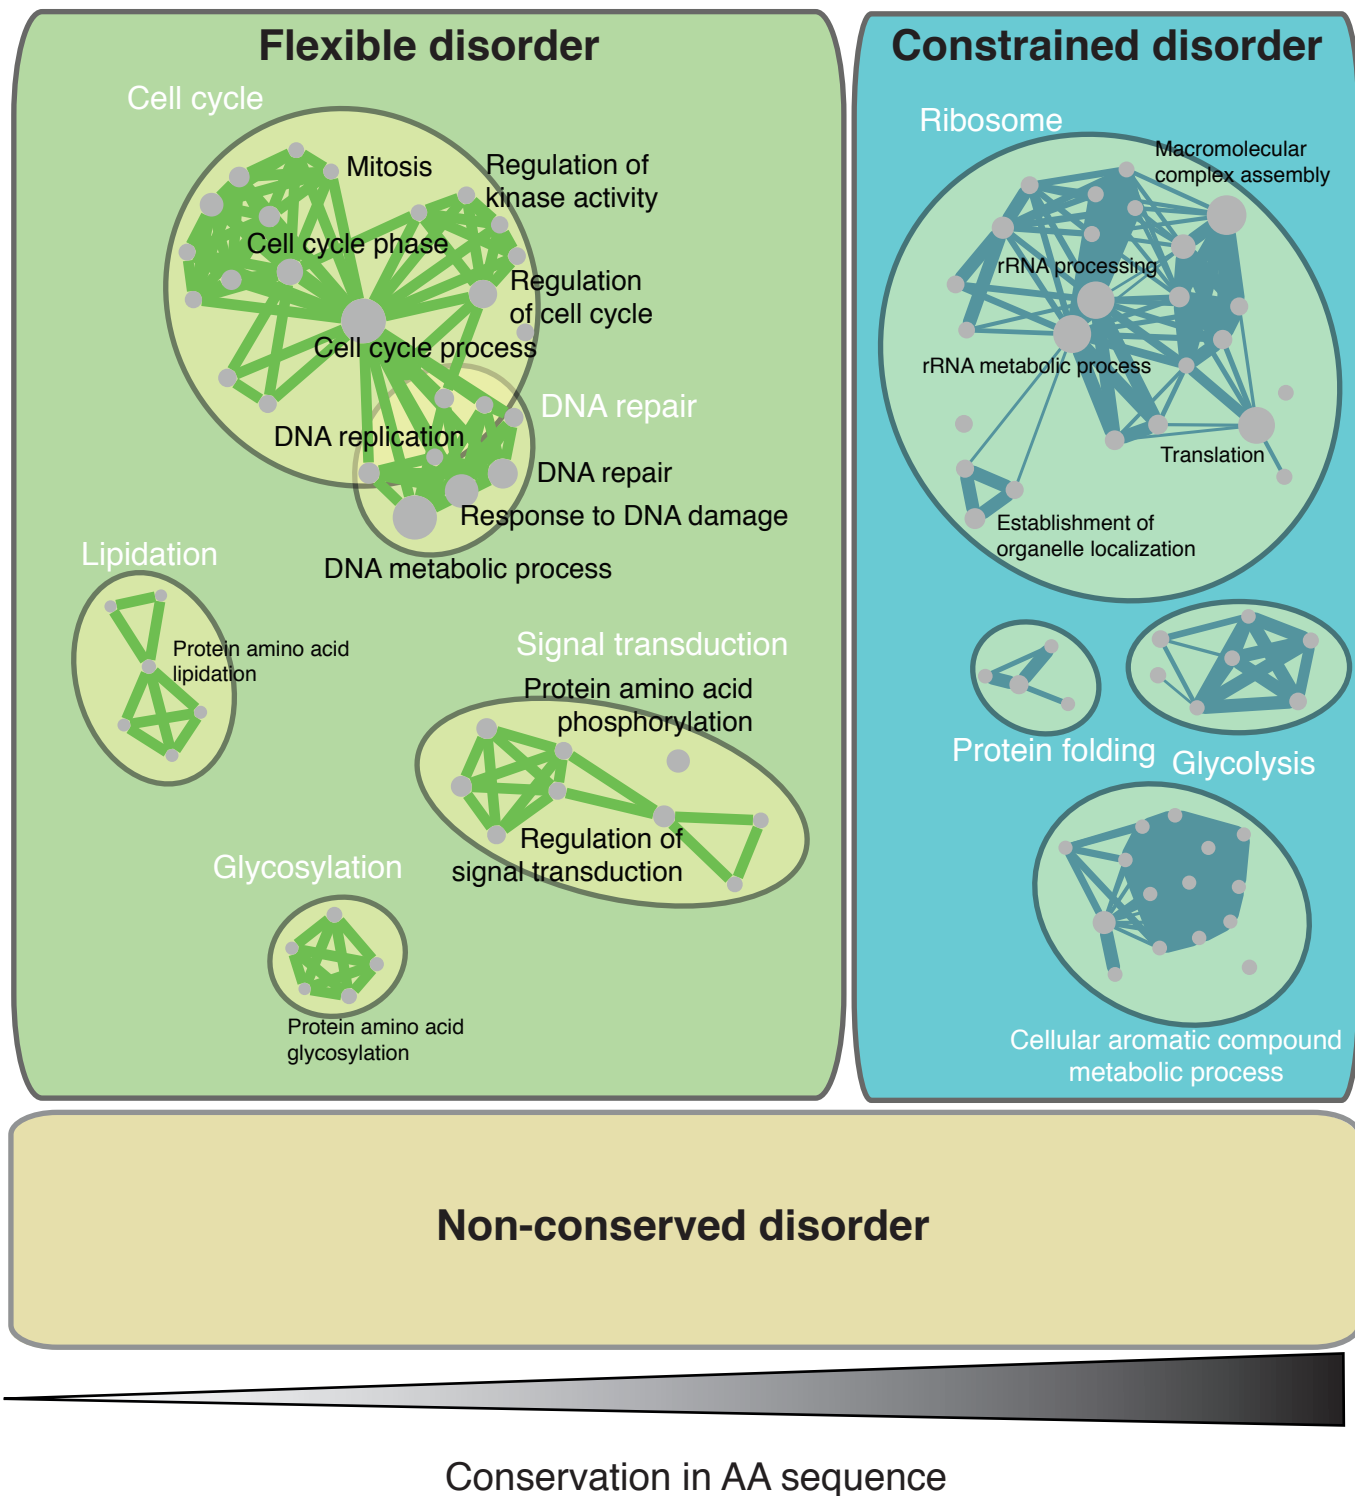 Flexible disorder
Cell cycle
Mitosis
Regulation of
kinase activity
Cell cycle phase
Regulation
of cell cycle
Cell cycle process
DNA repair
DNA replication
DNA repair
Response to DNA damage
DNA metabolic process
Lipidation
Protein amino acid
lipidation
Signal transduction
Protein amino acid
phosphorylation
Regulation of
signal transduction
Glycosylation
Protein amino acid
glycosylation
Constrained disorder
Ribosome
Macromolecular
complex assembly
rRNA processing
rRNA metabolic process
Translation
Establishment of
organelle localization
Protein folding
Glycolysis
Cellular aromatic compound
metabolic process
Non-conserved disorder
Conservation in AA sequence